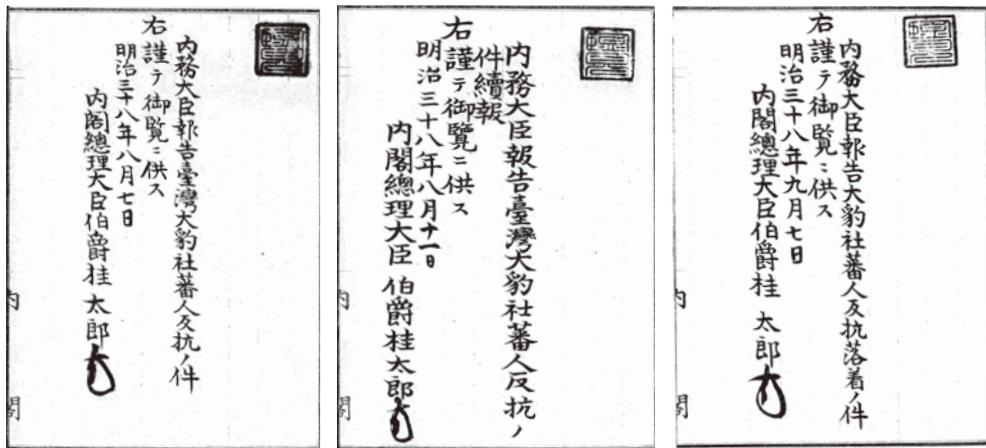 内務大臣報告臺灣大豹社蕃人反抗ノ件
右謹テ御覽ニ供ス
明治三十八年八月七日
内閣總理大臣伯爵桂太郎
内閣
内務大臣報告臺灣大豹社蕃人反抗ノ
件續報
右謹テ御覽ニ供ス
明治三十八年八月十一日
内閣總理大臣伯爵桂太郎
内閣
内務大臣報告大豹社蕃人反抗落着ノ件
右謹テ御覽ニ供ス
明治三十八年九月七日
内閣總理大臣伯爵桂太郎
内閣